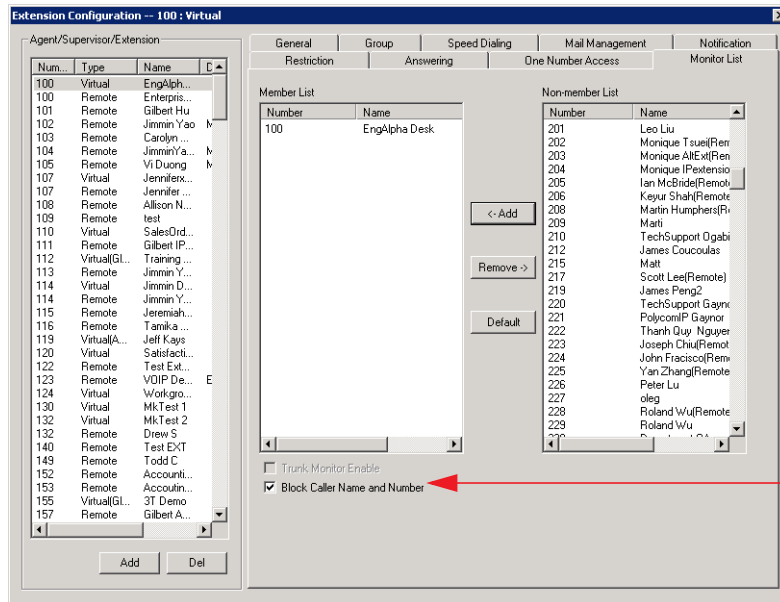 Extension Configuration -- 100 : Virtual
Agent/Supervisor/Extension
Num... Type Name
100 Virtual EngAlph...
100 Remote Enterpris...
101 Remote Gilbert Hu
102 Remote Jimmin Yao
103 Remote Carolyn ...
104 Remote JimminYa...
105 Remote Vi Duong
107 Virtual Jenniferx...
107 Remote Jennifer ...
108 Remote Allison N...
109 Remote test
110 Virtual SalesOrd...
111 Remote Gilbert IP...
112 Virtual(Gl... Training ...
113 Remote Jimmin Y...
114 Virtual Jimmin D...
114 Remote Jimmin Y...
115 Remote Jeremiah...
116 Remote Tamika ...
119 Virtual(A... Jeff Kays
120 Virtual Satisfacti...
122 Remote Test Ext...
123 Remote VOIP De... E
124 Virtual Workgro...
130 Virtual MkTest 1
132 Virtual MkTest 2
132 Remote Drew S
140 Remote Test EXT
149 Remote Todd C
152 Remote Accounti...
153 Remote Accoutin...
155 Virtual(Gl... 3T Demo
157 Remote Gilbert A...
Add Del
General Group Speed Dialing Mail Management Notification
Restriction Answering One Number Access Monitor List
Member List
Number Name
100 EngAlpha Desk
<- Add
Remove ->
Default
Non-member List
Number Name
201 Leo Liu
202 Monique Tsuei(Rem
203 Monique AltExt(Ren
204 Monique IPextensio
205 Ian McBride(Remot
206 Keyur Shah(Remote
208 Martin Humphers(R
209 Marti
210 TechSupport Ogabi
212 James Coucoulas
215 Matt
217 Scott Lee(Remote)
219 James Peng2
220 TechSupport Gayn
221 PolycomIP Gaynor
222 Thanh Quy Nguyer
223 Joseph Chiu(Remot
224 John Fracisco(Rem
225 Yan Zhang(Remote
226 Peter Lu
227 oleg
228 Roland Wu(Remote
229 Roland Wu
Trunk Monitor Enable
Block Caller Name and Number